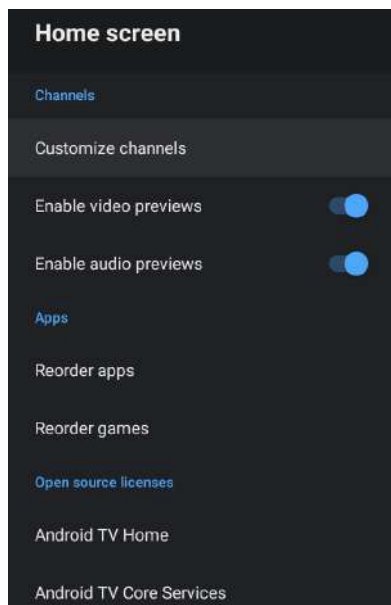 Home screen
Channels
Customize channels
Enable video previews
Enable audio previews
Apps
Reorder apps
Reorder games
Open source licenses
Android TV Home
Android TV Core Services